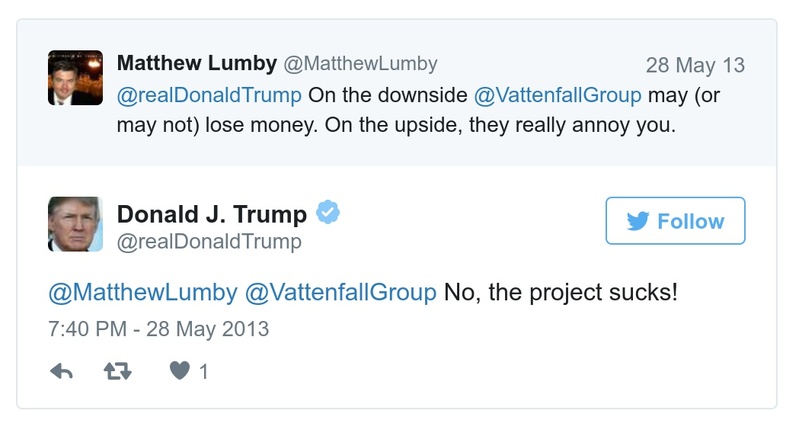 Matthew Lumby @MatthewLumby 28 May 13
@realDonaldTrump On the downside @VattenfallGroup may (or
may not) lose money. On the upside, they really annoy you.
Donald J. Trump
Follow
@realDonaldTrump
@MatthewLumby @VattenfallGroup No, the project sucks!
7:40 PM - 28 May 2013
1